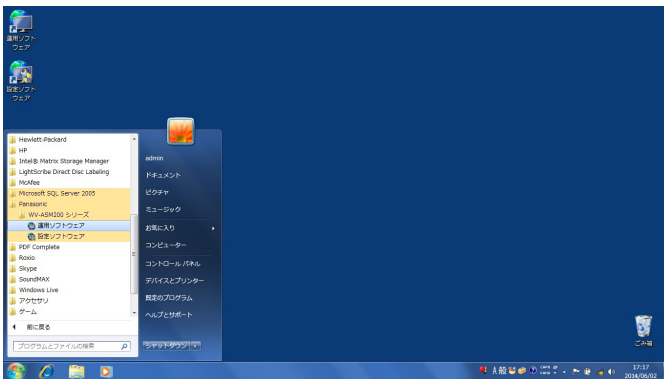 運用ソフト
ウェア
設定ソフト
ウェア
Hewlett-Packard
HP
Intel® Matrix Storage Manager
LightScribe Direct Disc Labeling
McAfee
Microsoft SQL Server 2005
Panasonic
WV-ASM200 シリーズ
運用ソフトウェア
設定ソフトウェア
PDF Complete
Roxio
Skype
SoundMAX
Windows Live
アクセサリ
ゲーム
前に戻る
プログラムとファイルの検索
admin
ドキュメント
ピクチャ
ミュージック
お気に入り
コンピューター
コントロール パネル
デバイスとプリンター
既定のプログラム
ヘルプとサポート
シャットダウン
ごみ箱
A 般
CAPS
KANA
17:17
2014/06/02